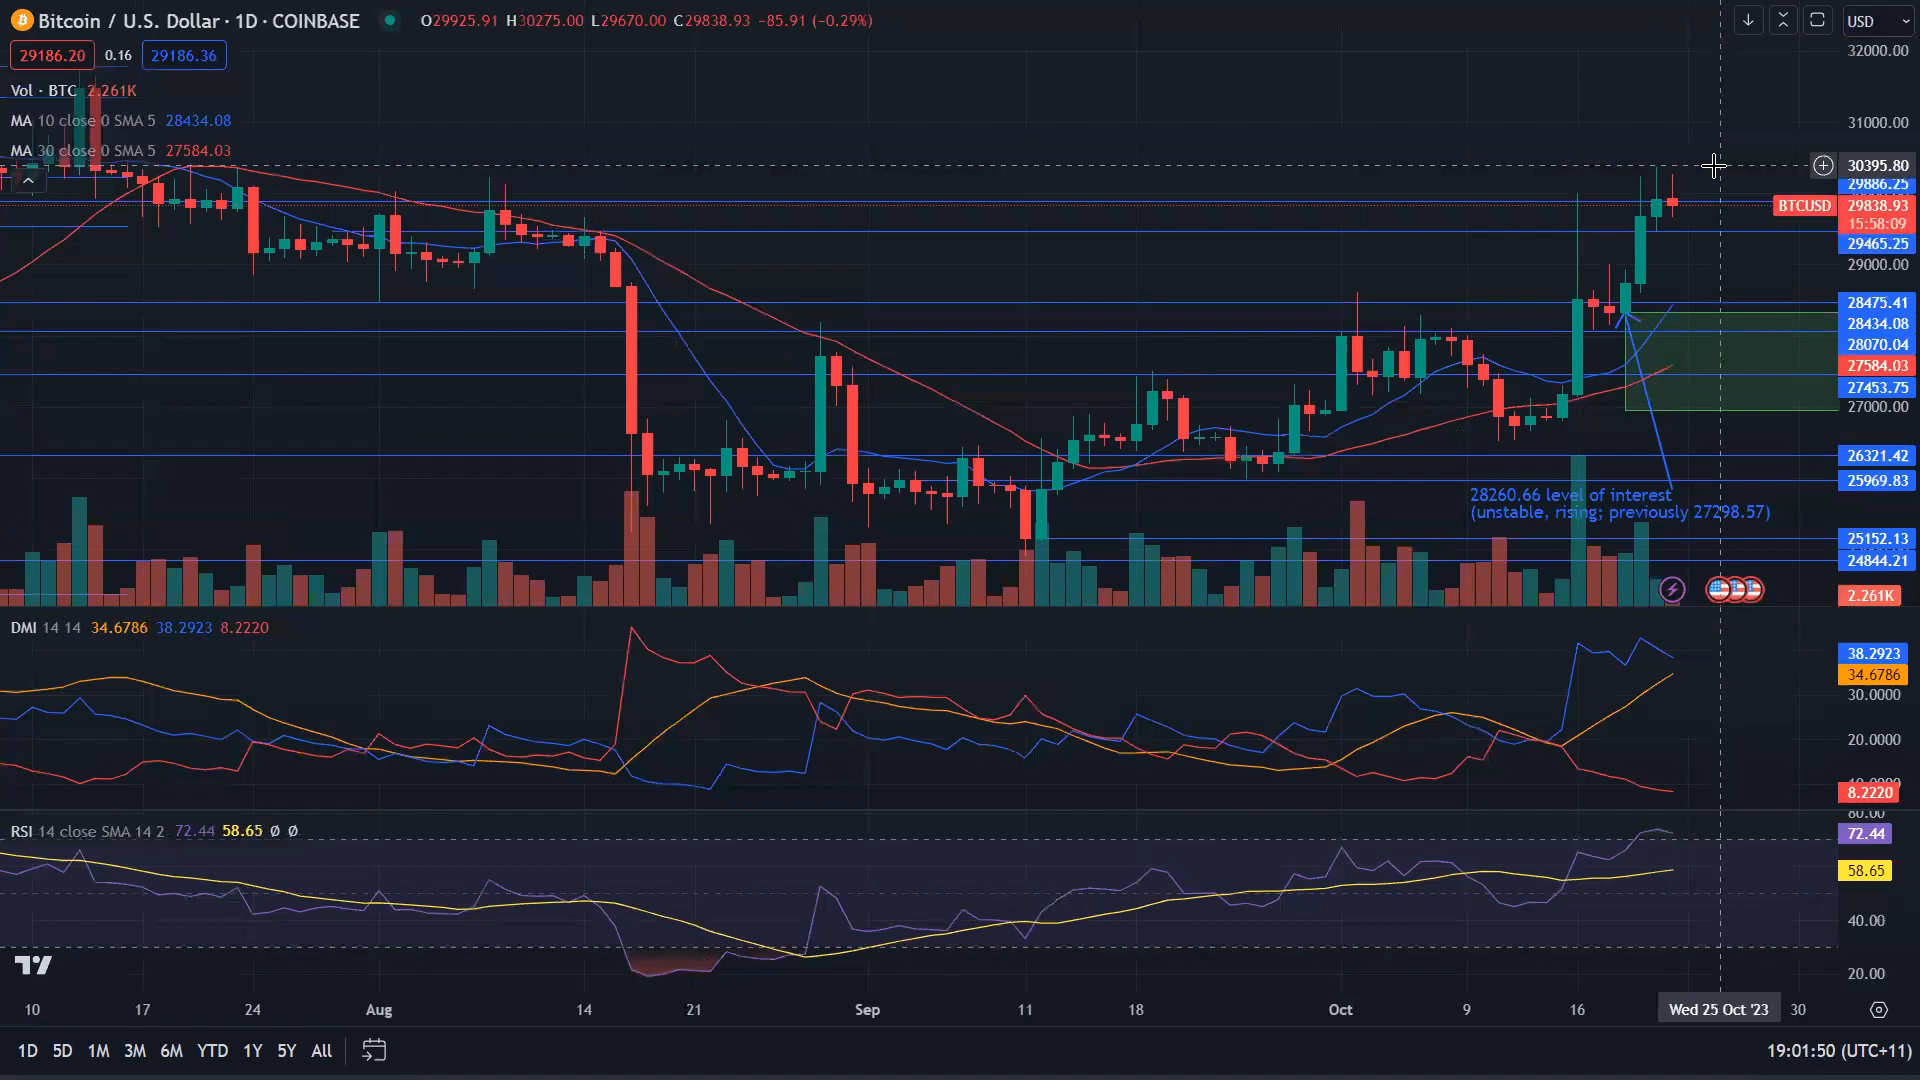 Bitcoin / U.S. Dollar · 1D · COINBASE O29925.91 H30275.00 L29670.00 C29838.93 −85.91 (−0.29%)
USD
29186.20 0.16 29186.36
32000.00
Vol · BTC 2.261K
MA 10 close 0 SMA 5 28434.08
31000.00
MA 30 close 0 SMA 5 27584.03
30395.80
29886.25
BTCUSD 29838.93
15:58:09
29465.25
29000.00
28475.41
28434.08
28070.04
27584.03
27453.75
27000.00
26321.42
25969.83
28260.66 level of interest
(unstable, rising; previously 27298.57)
25152.13
24844.21
2.261K
DMI 14 14 34.6786 38.2923 8.2220
38.2923
34.6786
30.0000
20.0000
8.2220
80.00
RSI 14 close SMA 14 2 72.44 58.65 Ø Ø
72.44
58.65
40.00
20.00
10 17 24 Aug 14 21 Sep 11 18 Oct 9 16 Wed 25 Oct '23 30
1D 5D 1M 3M 6M YTD 1Y 5Y All
19:01:50 (UTC+11)